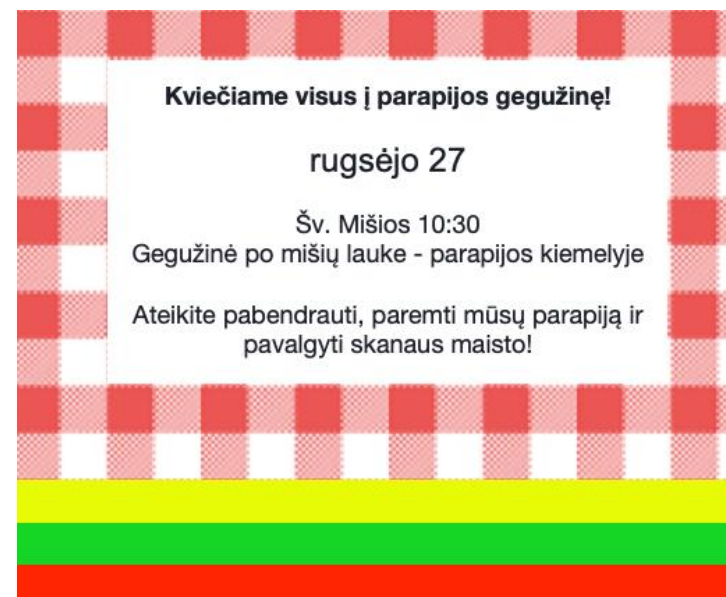 Kviečiame visus į parapijos gegužinę!
rugsėjo 27
Šv. Mišios 10:30
Gegužinė po mišių lauke - parapijos kiemelyje
Ateikite pabendrauti, paremti mūsų parapiją ir
pavalgyti skanaus maisto!